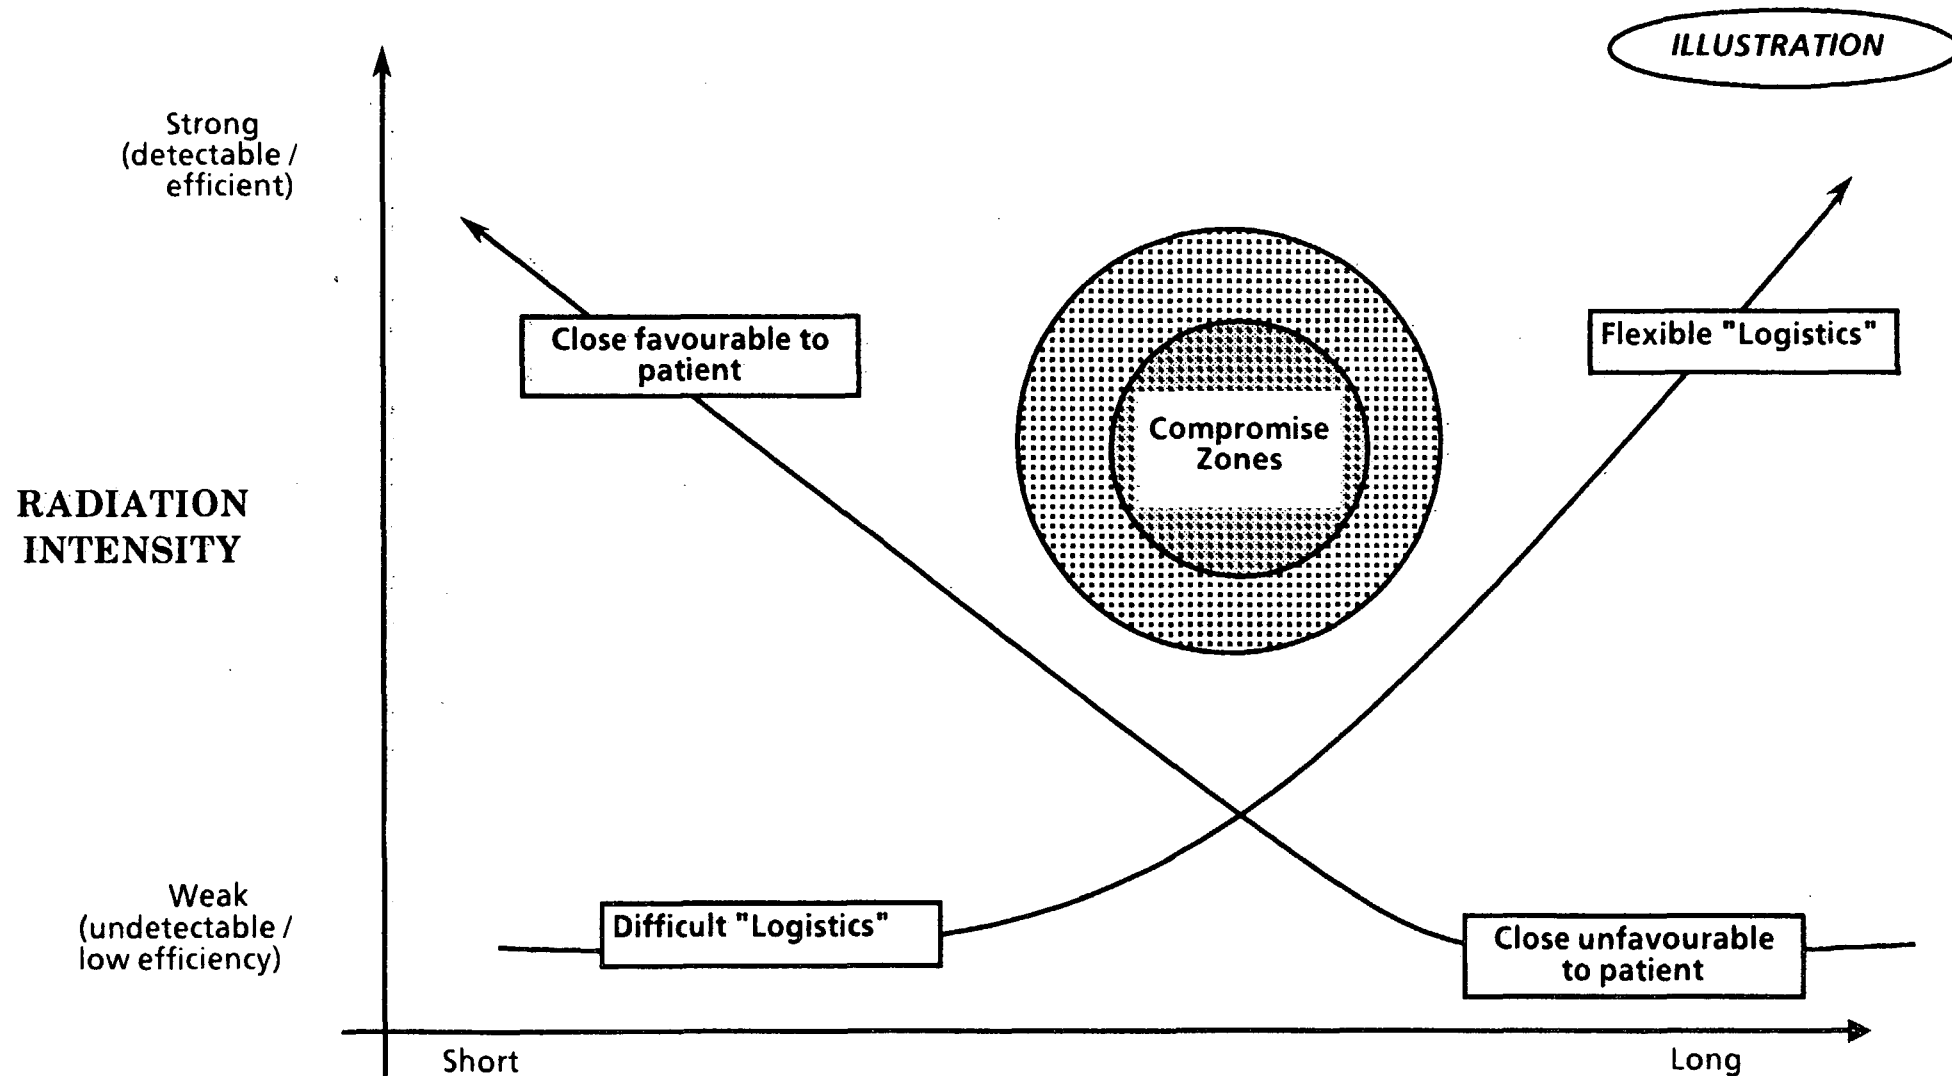 ILLUSTRATION
Strong
(detectable /
efficient)
Close favourable to
patient
Flexible "Logistics"
Compromise
Zones
RADIATION
INTENSITY
Weak
(undetectable /
low efficiency)
Difficult "Logistics"
Close unfavourable
to patient
Short
Long